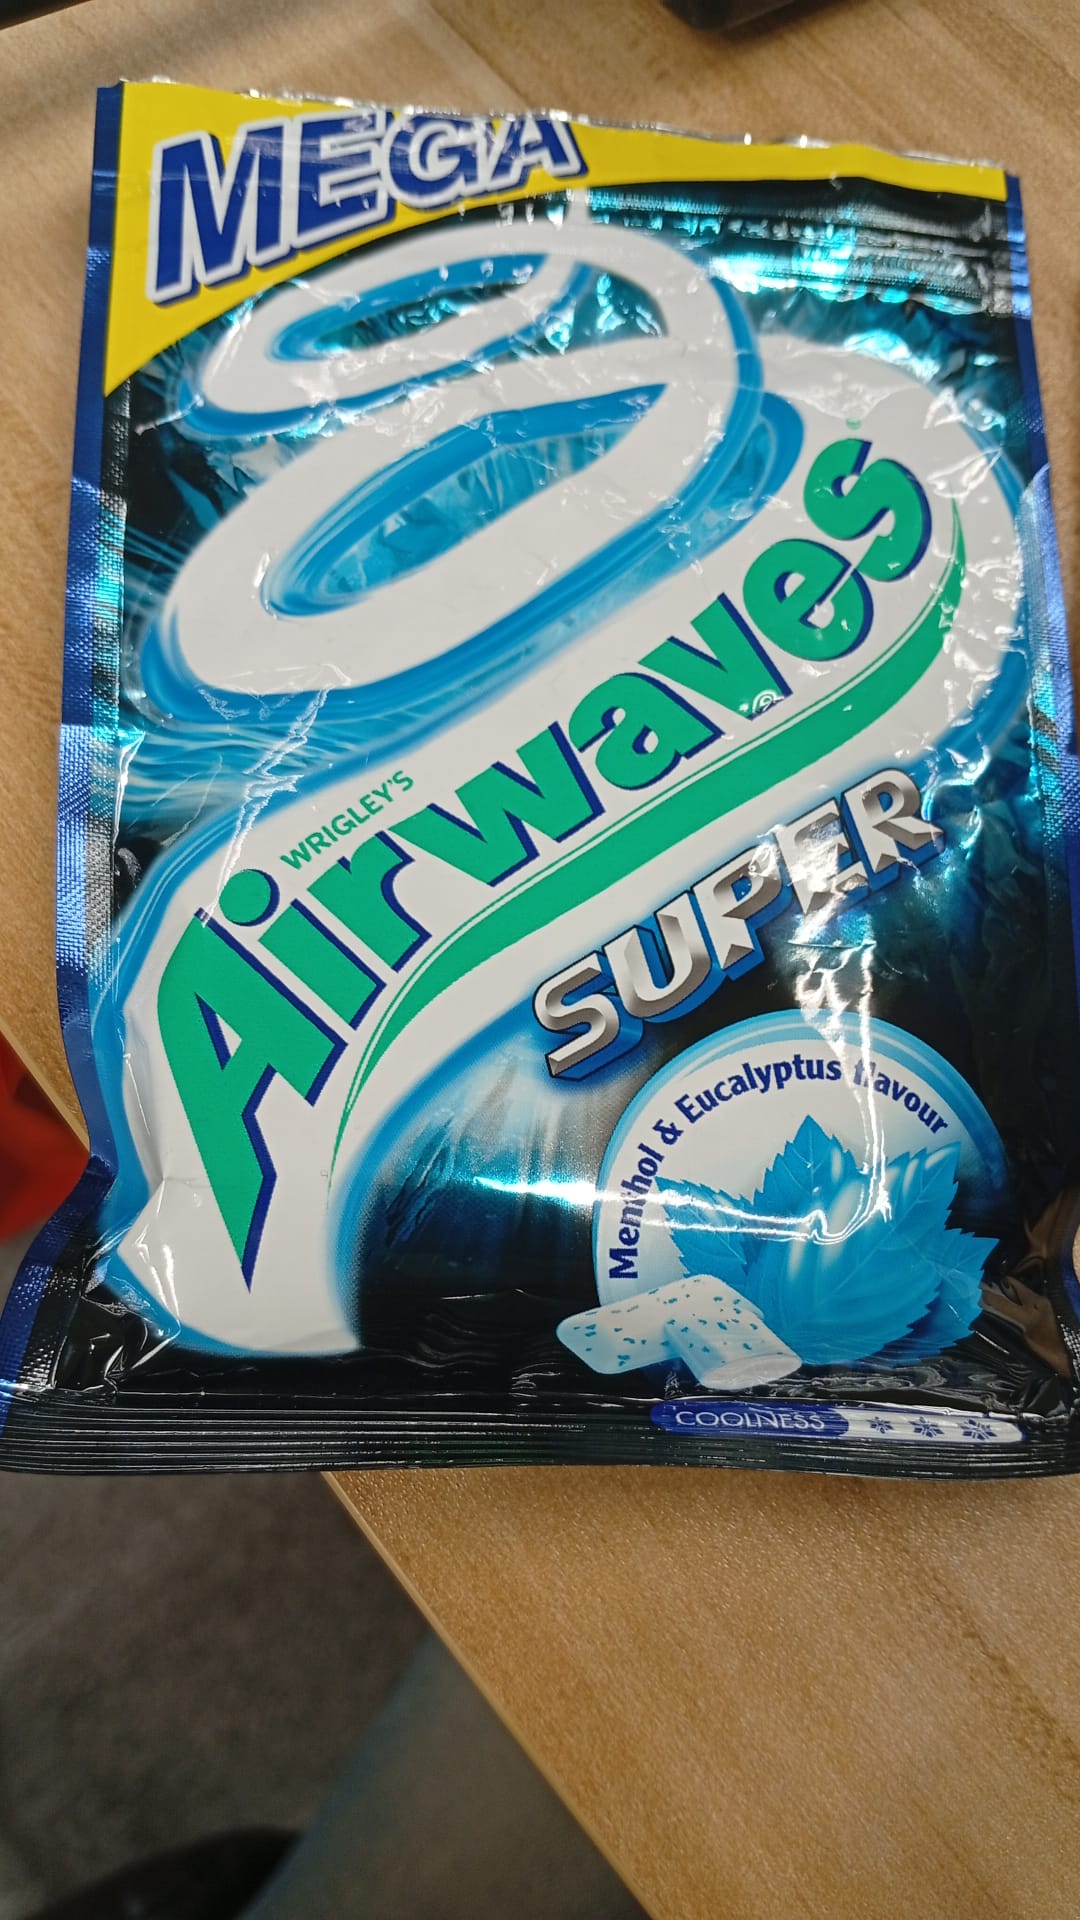 MEGA
WRIGLEY'S
Airwaves
SUPER
Menthol & Eucalyptus flavour
COOLNESS